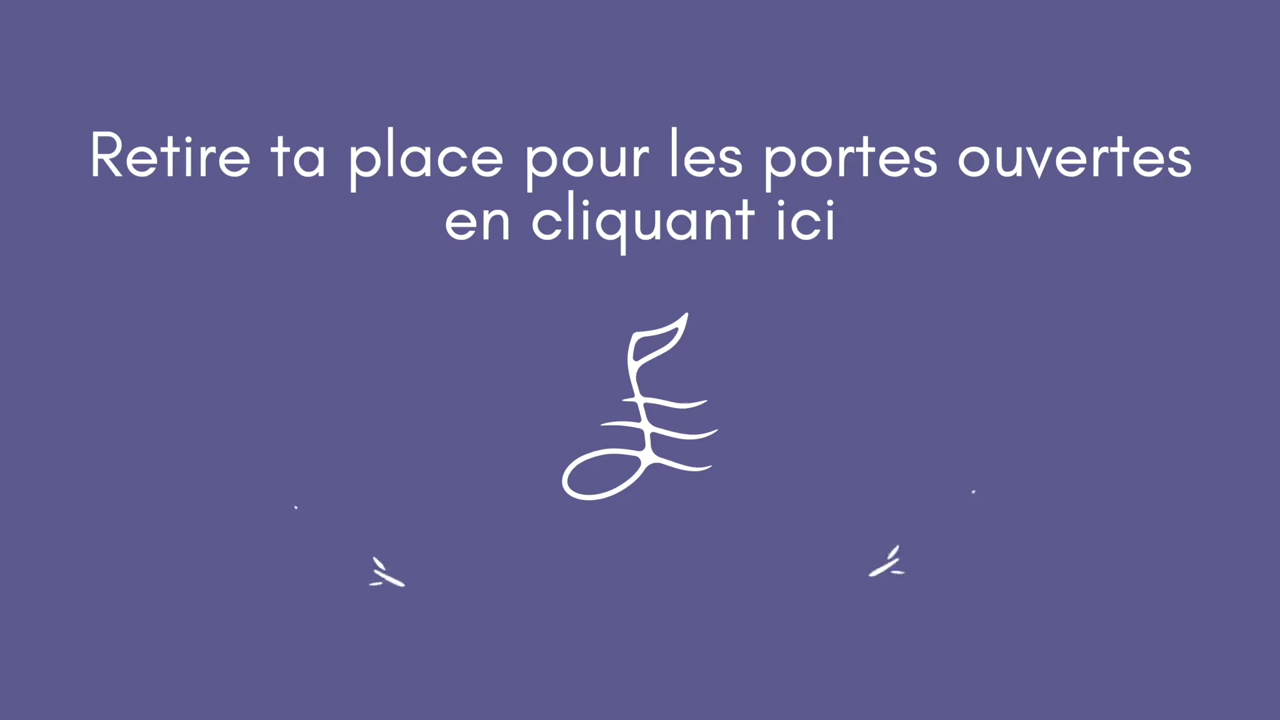 Retire ta place pour les portes ouvertes
en cliquant ici